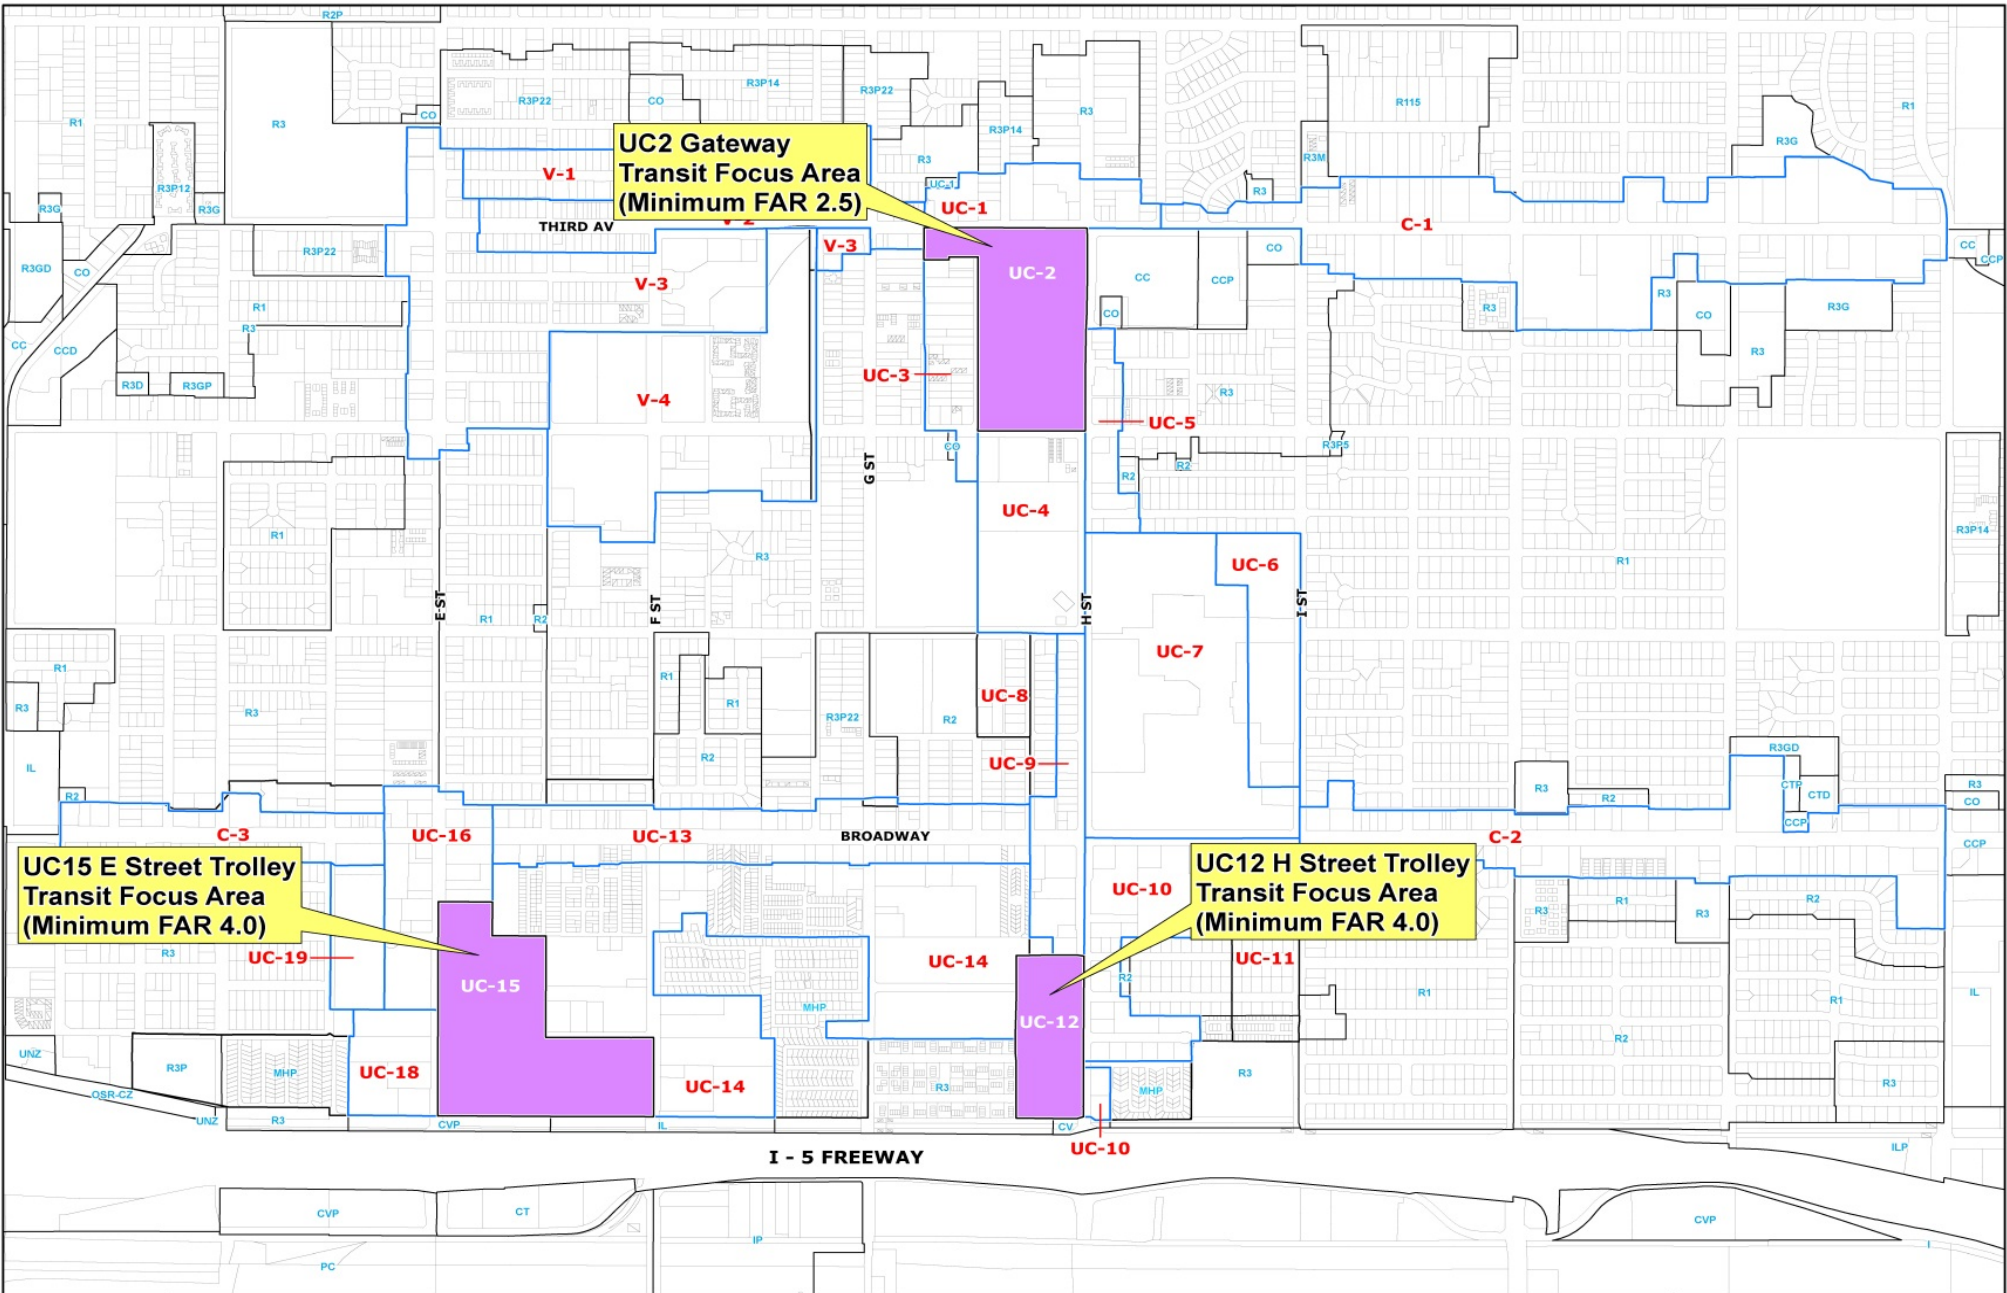 R2P
R1
R3
CO
R3P22
CO
R3P14
R3P22
R3P14
R3
R115
R3G
R1
R3P12
R3G
R3G
V-1
UC2 Gateway
Transit Focus Area
(Minimum FAR 2.5)
R3
UC-1
UC-1
R3
R3M
C-1
THIRD AV
V-2
V-3
R3GD
CO
R3P22
R1
R3
V-3
UC-2
CC
CCP
CO
CO
CC
CCP
R3
R3
CO
R3G
R3
CC
CCD
R3D
R3GP
V-4
UC-3
UC-5
R3
R3P5
CO
G ST
R2
R2
R1
UC-4
R3
R3P14
R1
UC-6
E ST
R1
R2
F ST
H ST
I ST
R1
R3
R3
R1
R1
R2
R3P22
R2
UC-8
UC-9
UC-7
IL
R2
R3GD
CTP
CTD
CCP
R3
R2
R3
CO
CCP
C-3
UC-16
UC-13
BROADWAY
C-2
UC15 E Street Trolley
Transit Focus Area
(Minimum FAR 4.0)
UC12 H Street Trolley
Transit Focus Area
(Minimum FAR 4.0)
UC-10
R3
R1
R3
R2
R3
UC-19
UC-15
UC-14
UC-11
R2
R1
R1
IL
MHP
UC-12
R2
UNZ
R3P
MHP
UC-18
UC-14
R3
MHP
R3
R3
OSR-CZ
UNZ
R3
CVP
IL
CV
UC-10
ILP
I - 5 FREEWAY
CVP
CT
IP
PC
CVP
I